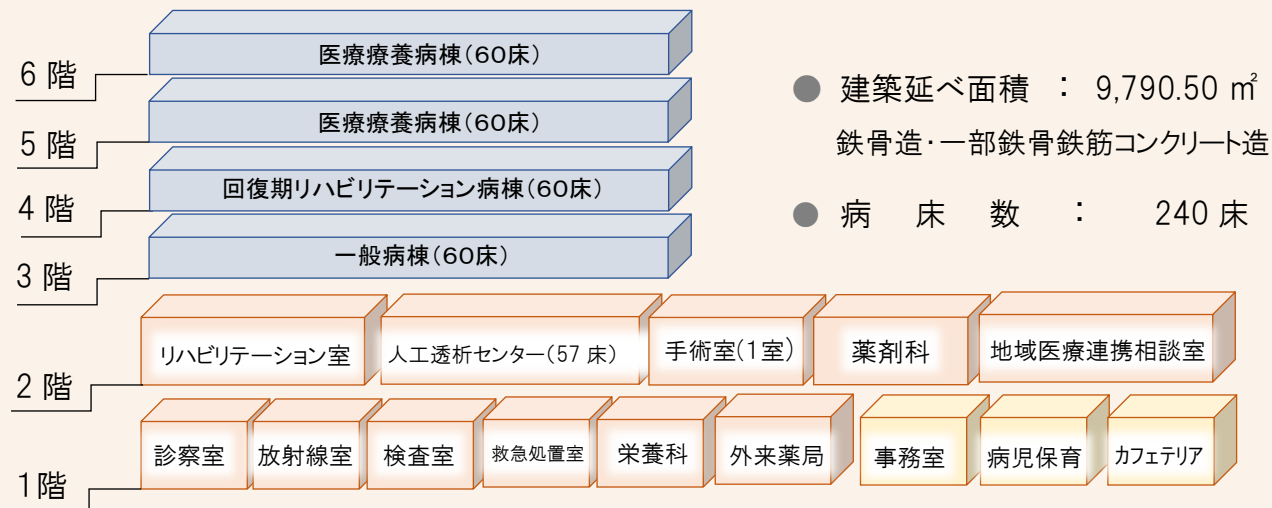 6 階
医療療養病棟(60床)
5 階
医療療養病棟(60床)
4 階
回復期リハビリテーション病棟(60床)
3 階
一般病棟(60床)
● 建築延べ面積 : 9,790.50 ㎡
鉄骨造・一部鉄骨鉄筋コンクリート造
● 病床数 : 240 床
2 階
リハビリテーション室
人工透析センター(57 床)
手術室(1室)
薬剤科
地域医療連携相談室
1階
診察室
放射線室
検査室
救急処置室
栄養科
外来薬局
事務室
病児保育
カフェテリア